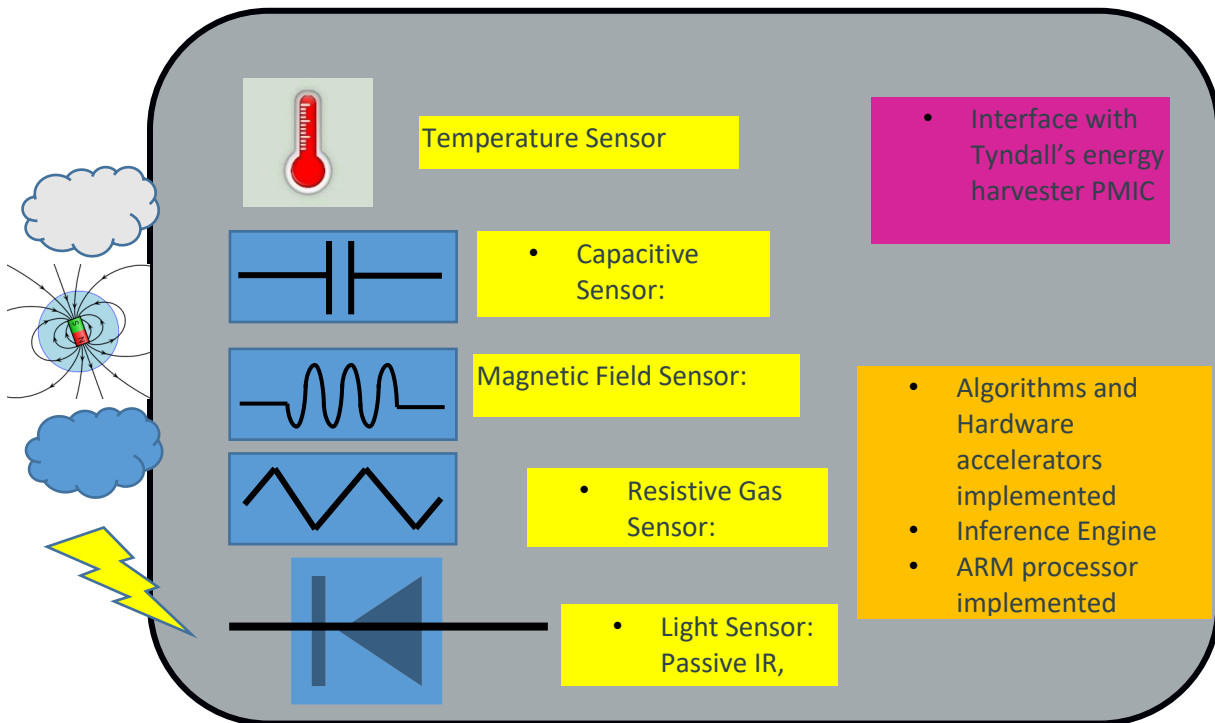 Temperature Sensor
• Capacitive
Sensor:
Magnetic Field Sensor:
• Resistive Gas
Sensor:
• Light Sensor:
Passive IR,
• Interface with
Tyndall’s energy
harvester PMIC
• Algorithms and
Hardware
accelerators
implemented
• Inference Engine
• ARM processor
implemented
S
N